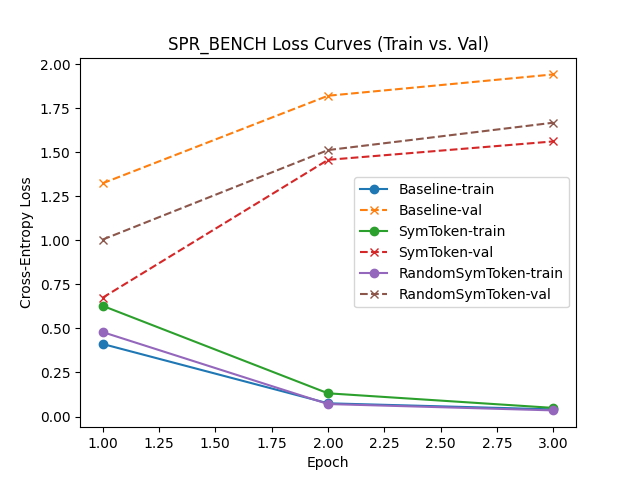 SPR_BENCH Loss Curves (Train vs. Val)
Cross-Entropy Loss
2.00
1.75
1.50
1.25
1.00
0.75
0.50
0.25
0.00
Baseline-train
Baseline-val
SymToken-train
SymToken-val
RandomSymToken-train
RandomSymToken-val
1.00 1.25 1.50 1.75 2.00 2.25 2.50 2.75 3.00
Epoch